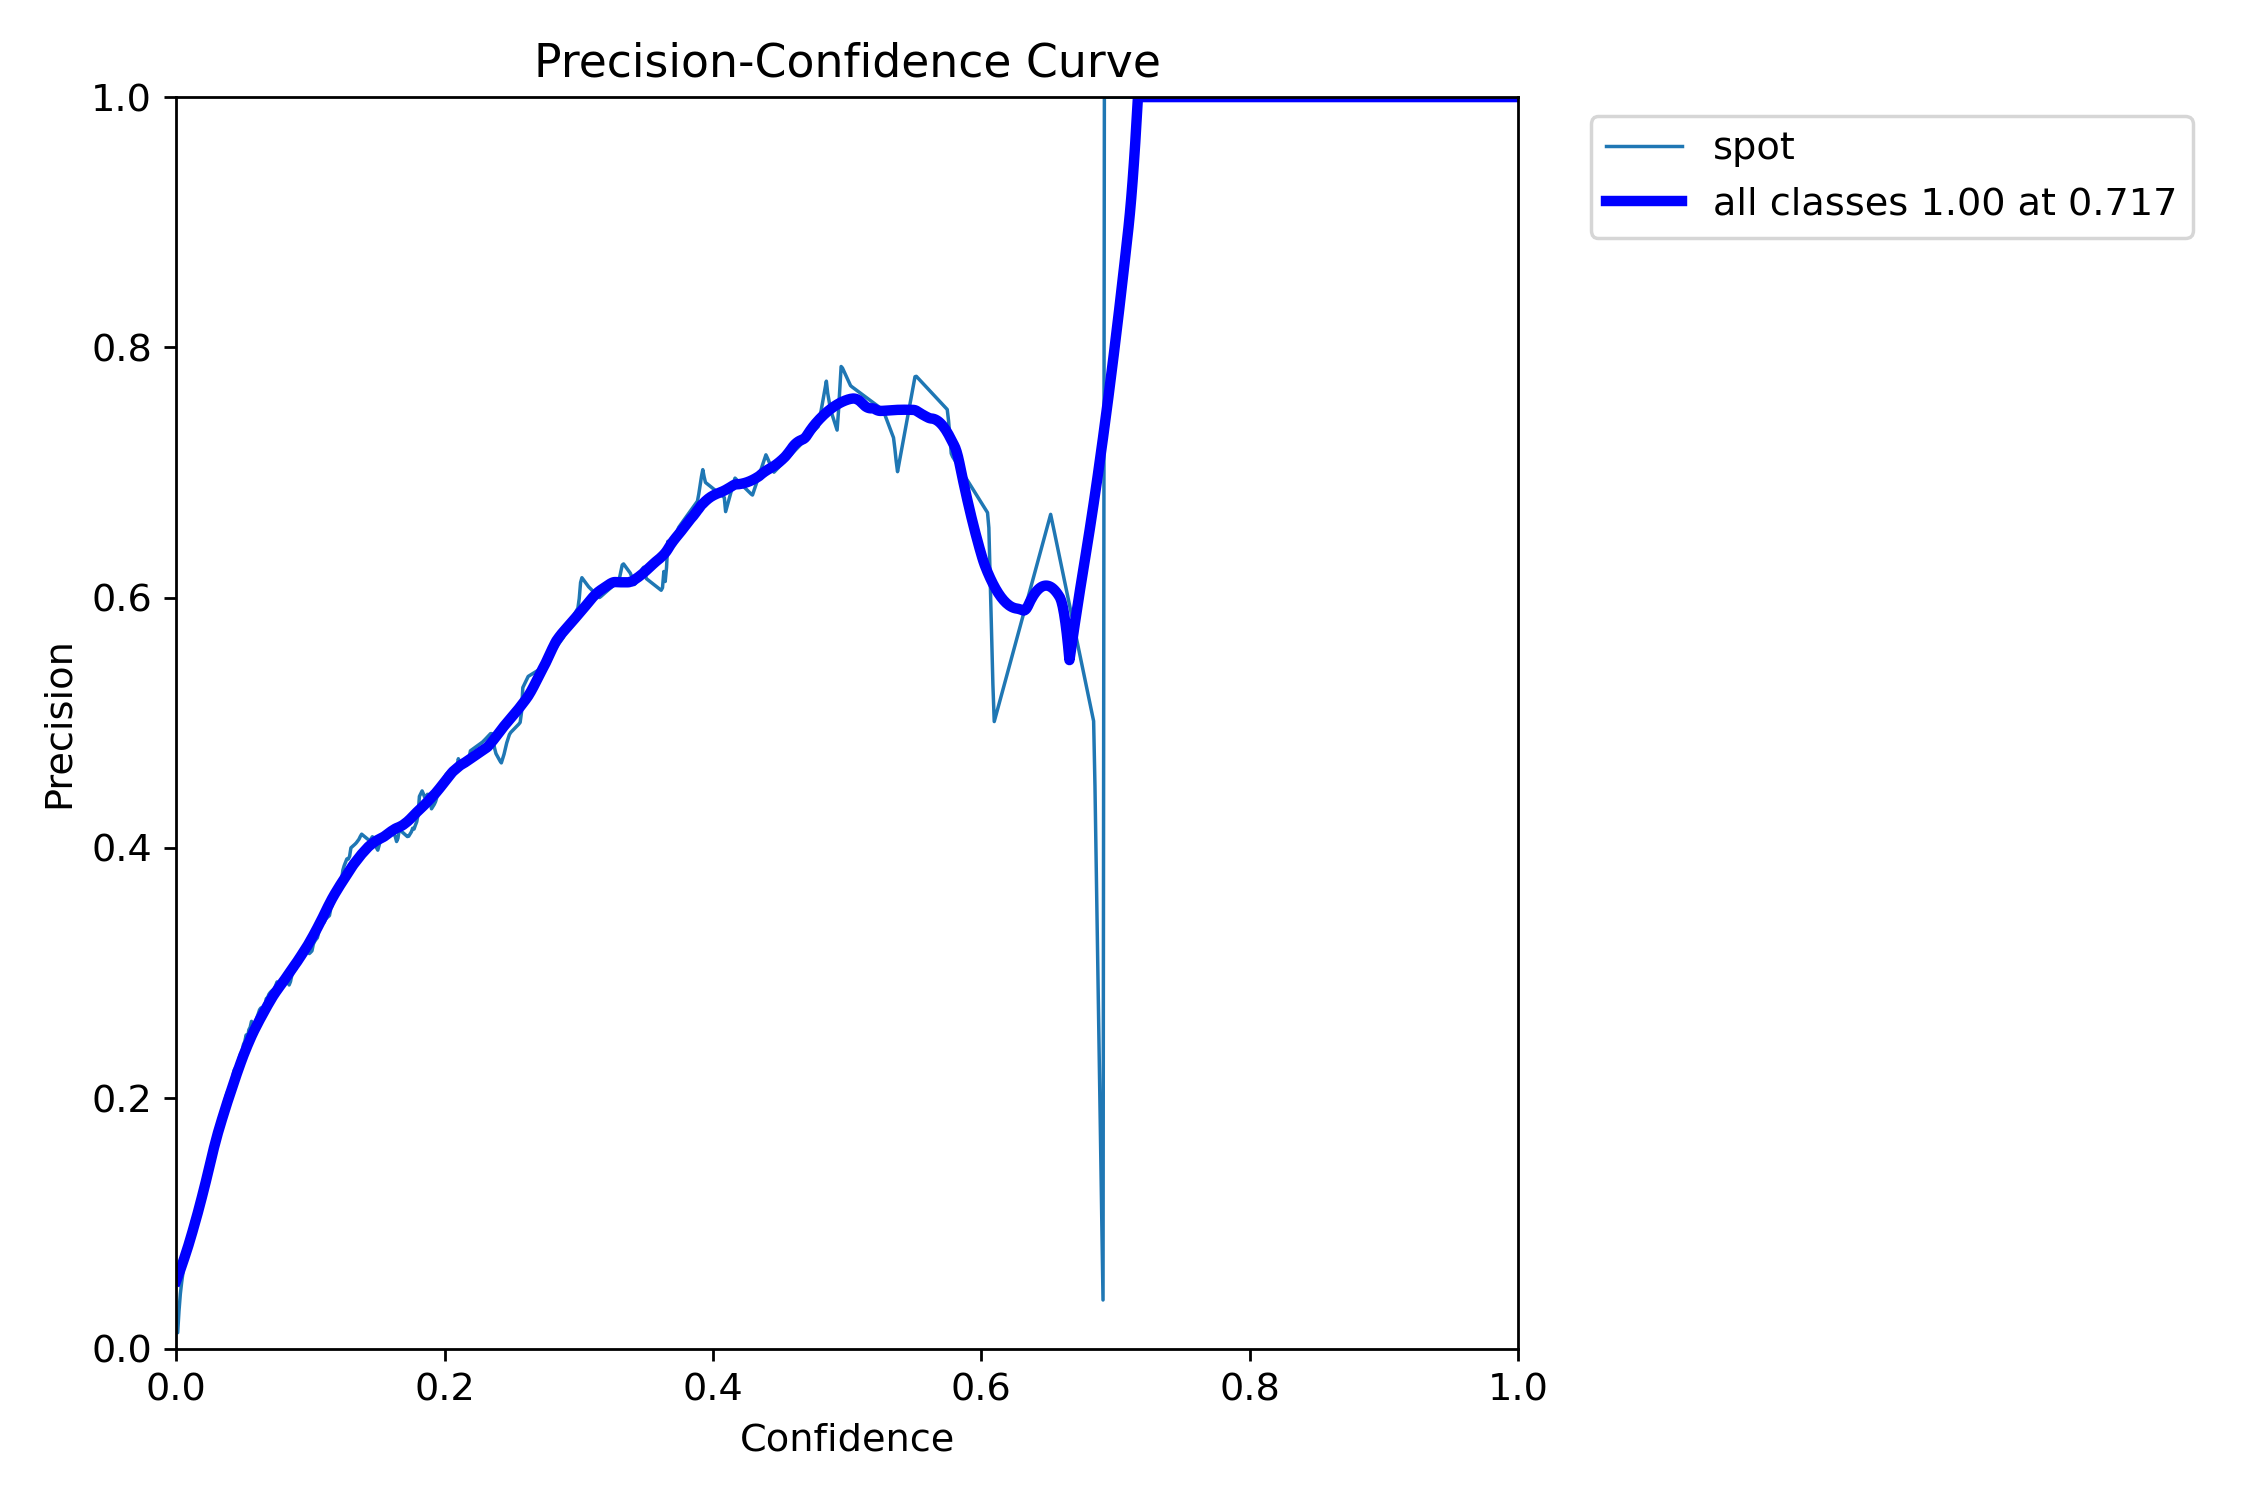 Precision-Confidence Curve
1.0
0.8
0.6
0.4
0.2
0.0
Precision
0.0 0.2 0.4 0.6 0.8 1.0
Confidence
spot
all classes 1.00 at 0.717